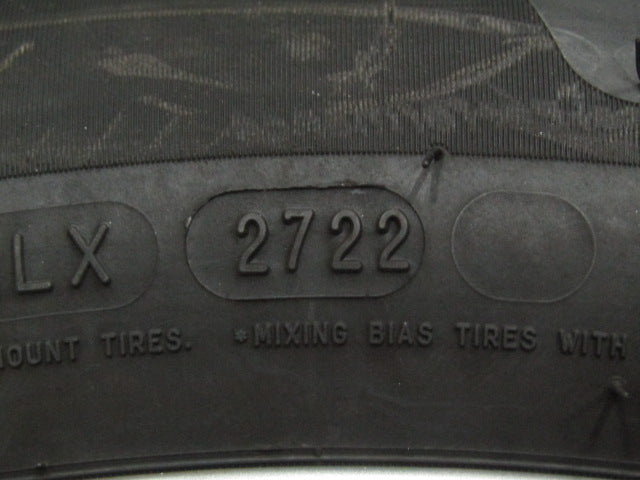 LX 2722
MOUNT TIRES. *MIXING BIAS TIRES WITH